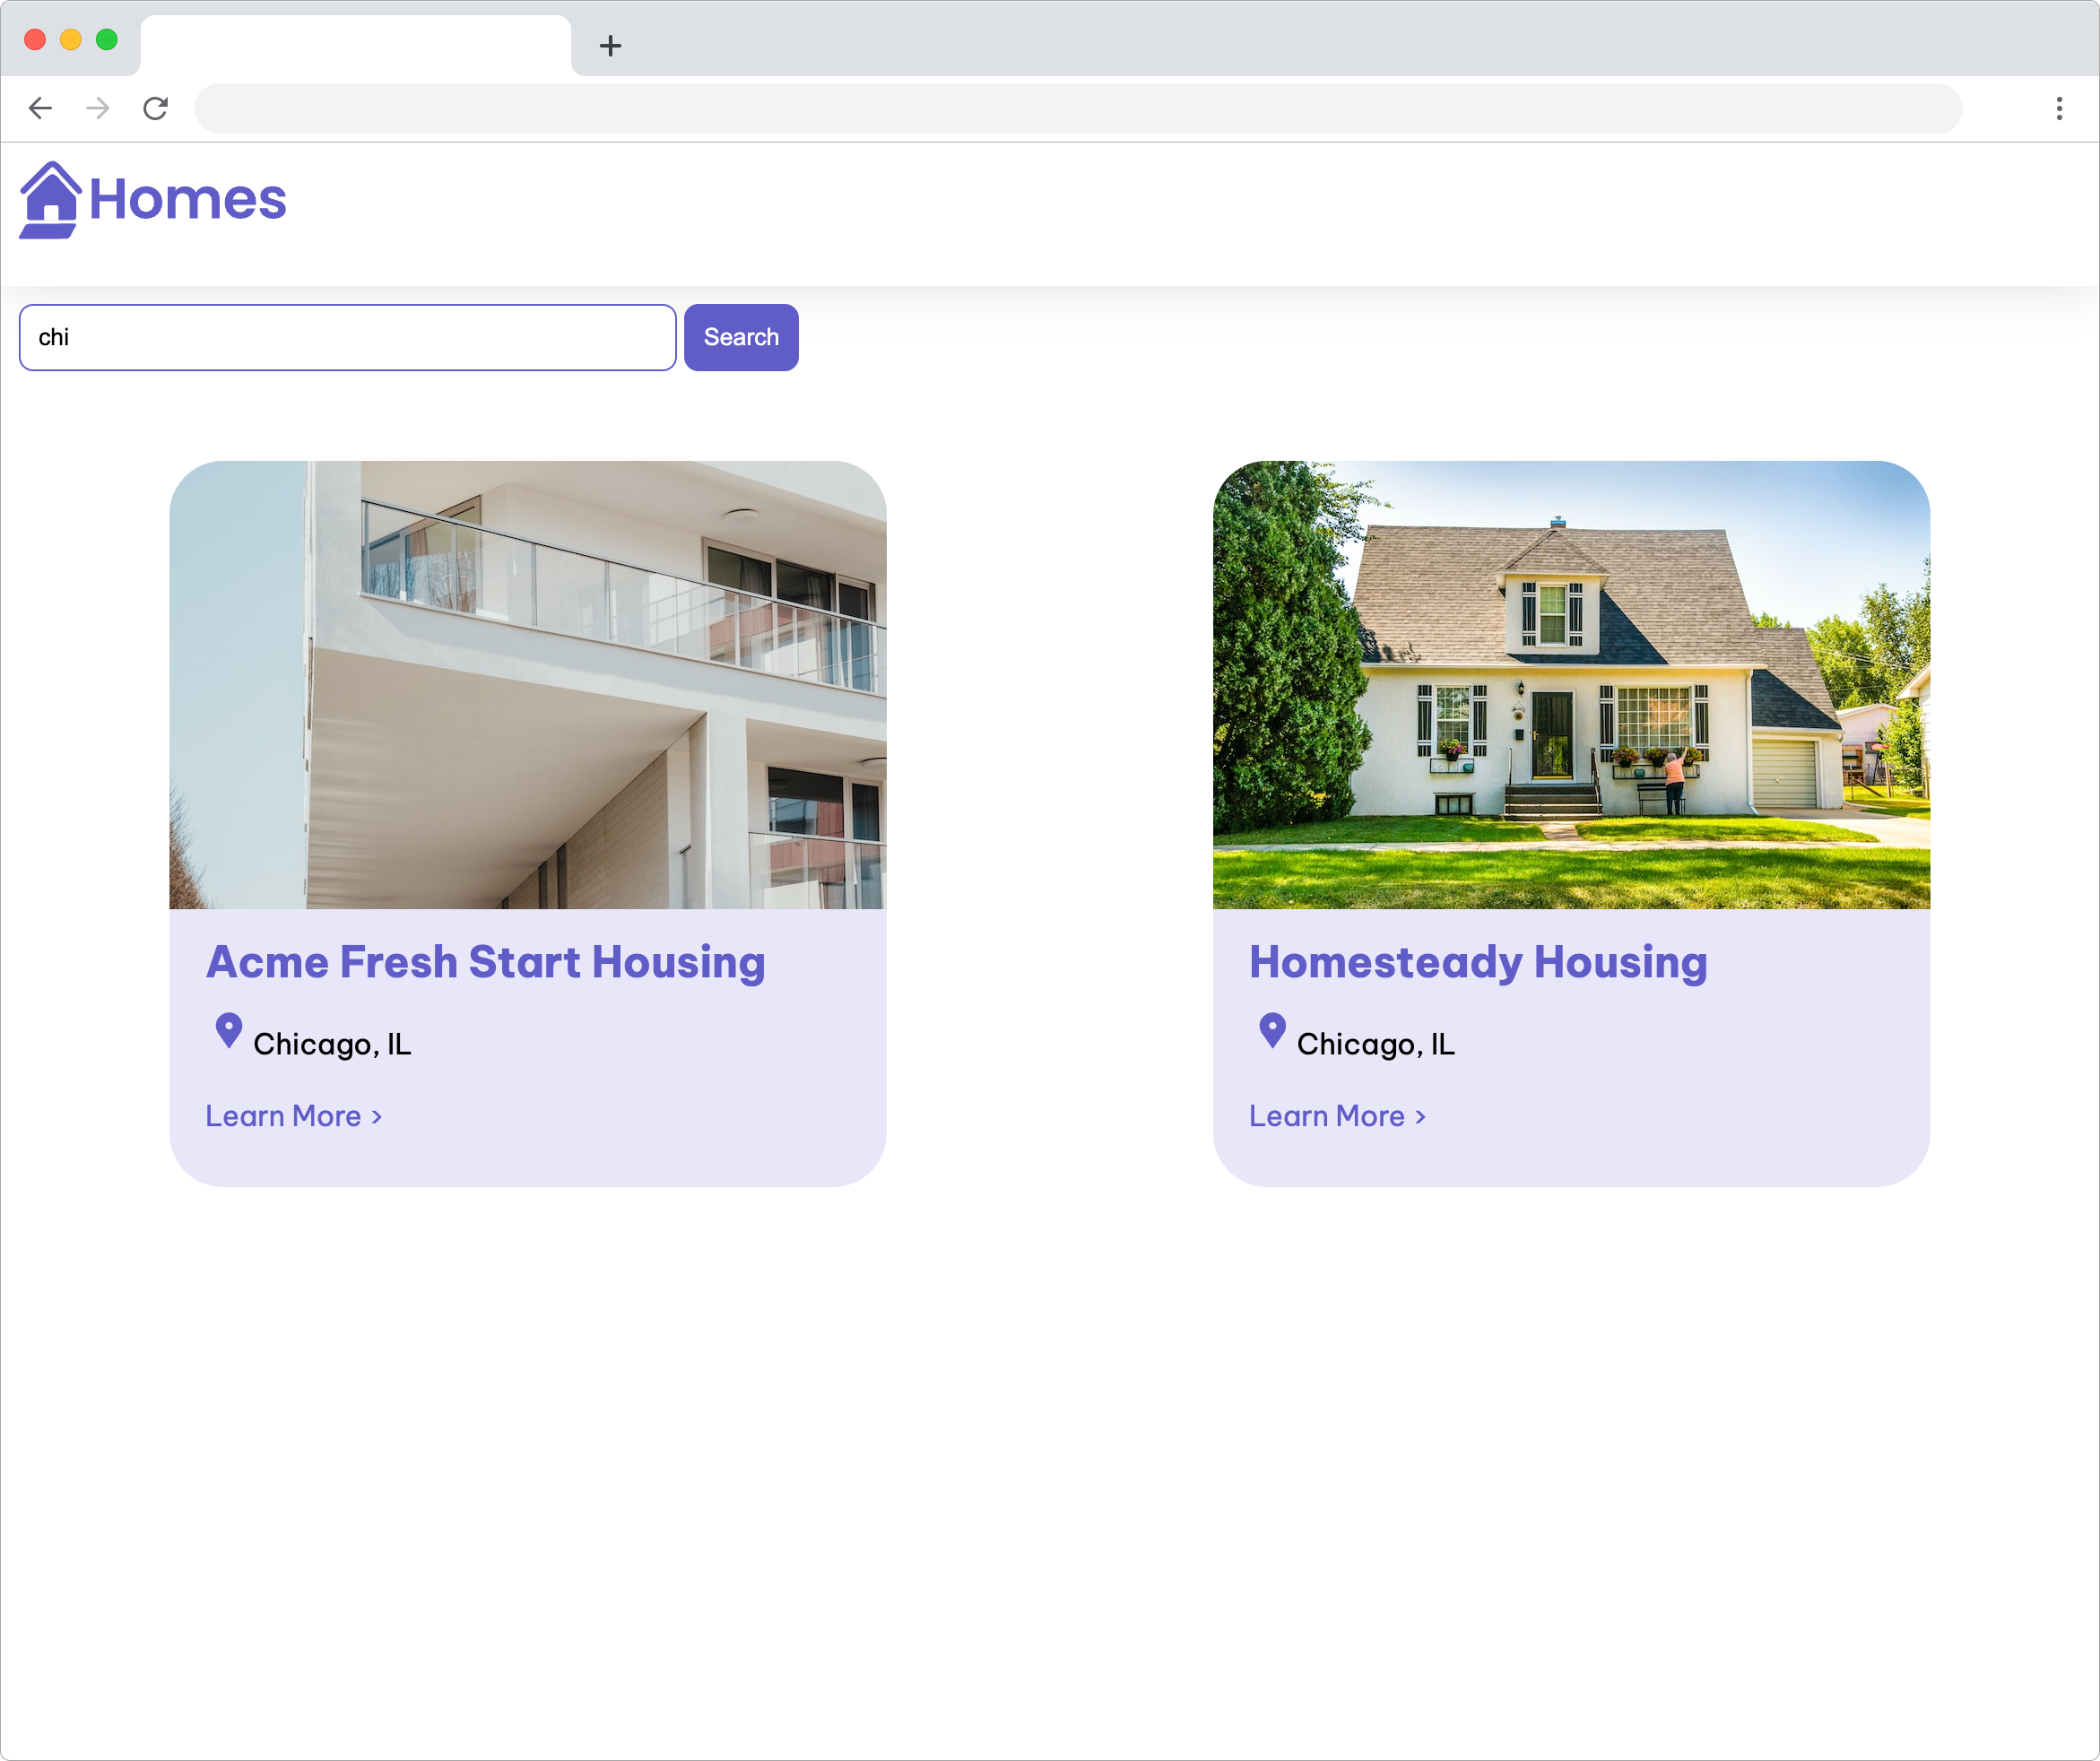 Homes
chi
Search
Acme Fresh Start Housing
Chicago, IL
Learn More >
Homesteady Housing
Chicago, IL
Learn More >